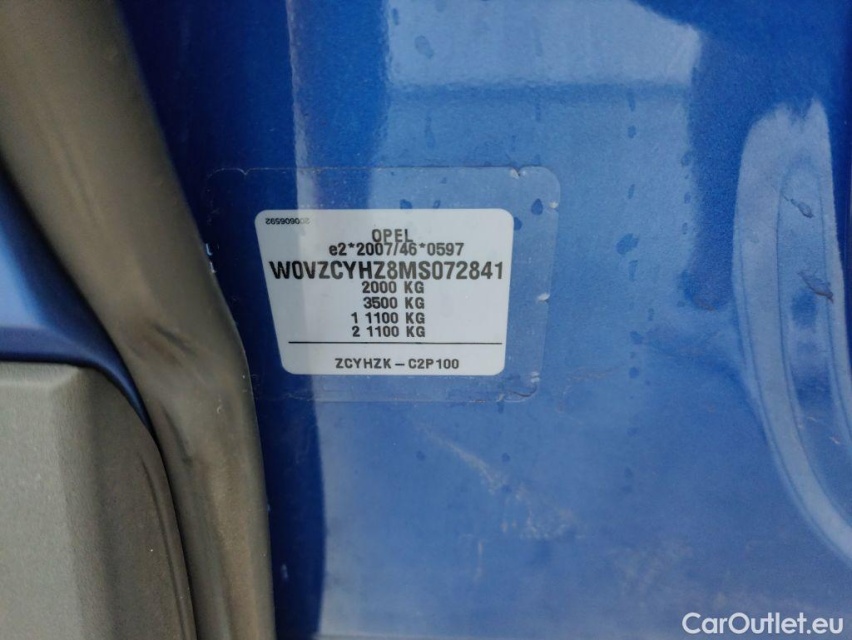 200606592
OPEL
e2*2007/46*0597
W0VZCYHZ8MS072841
2000 KG
3500 KG
1 1100 KG
2 1100 KG
ZCYHZK – C2P100
CarOutlet.eu